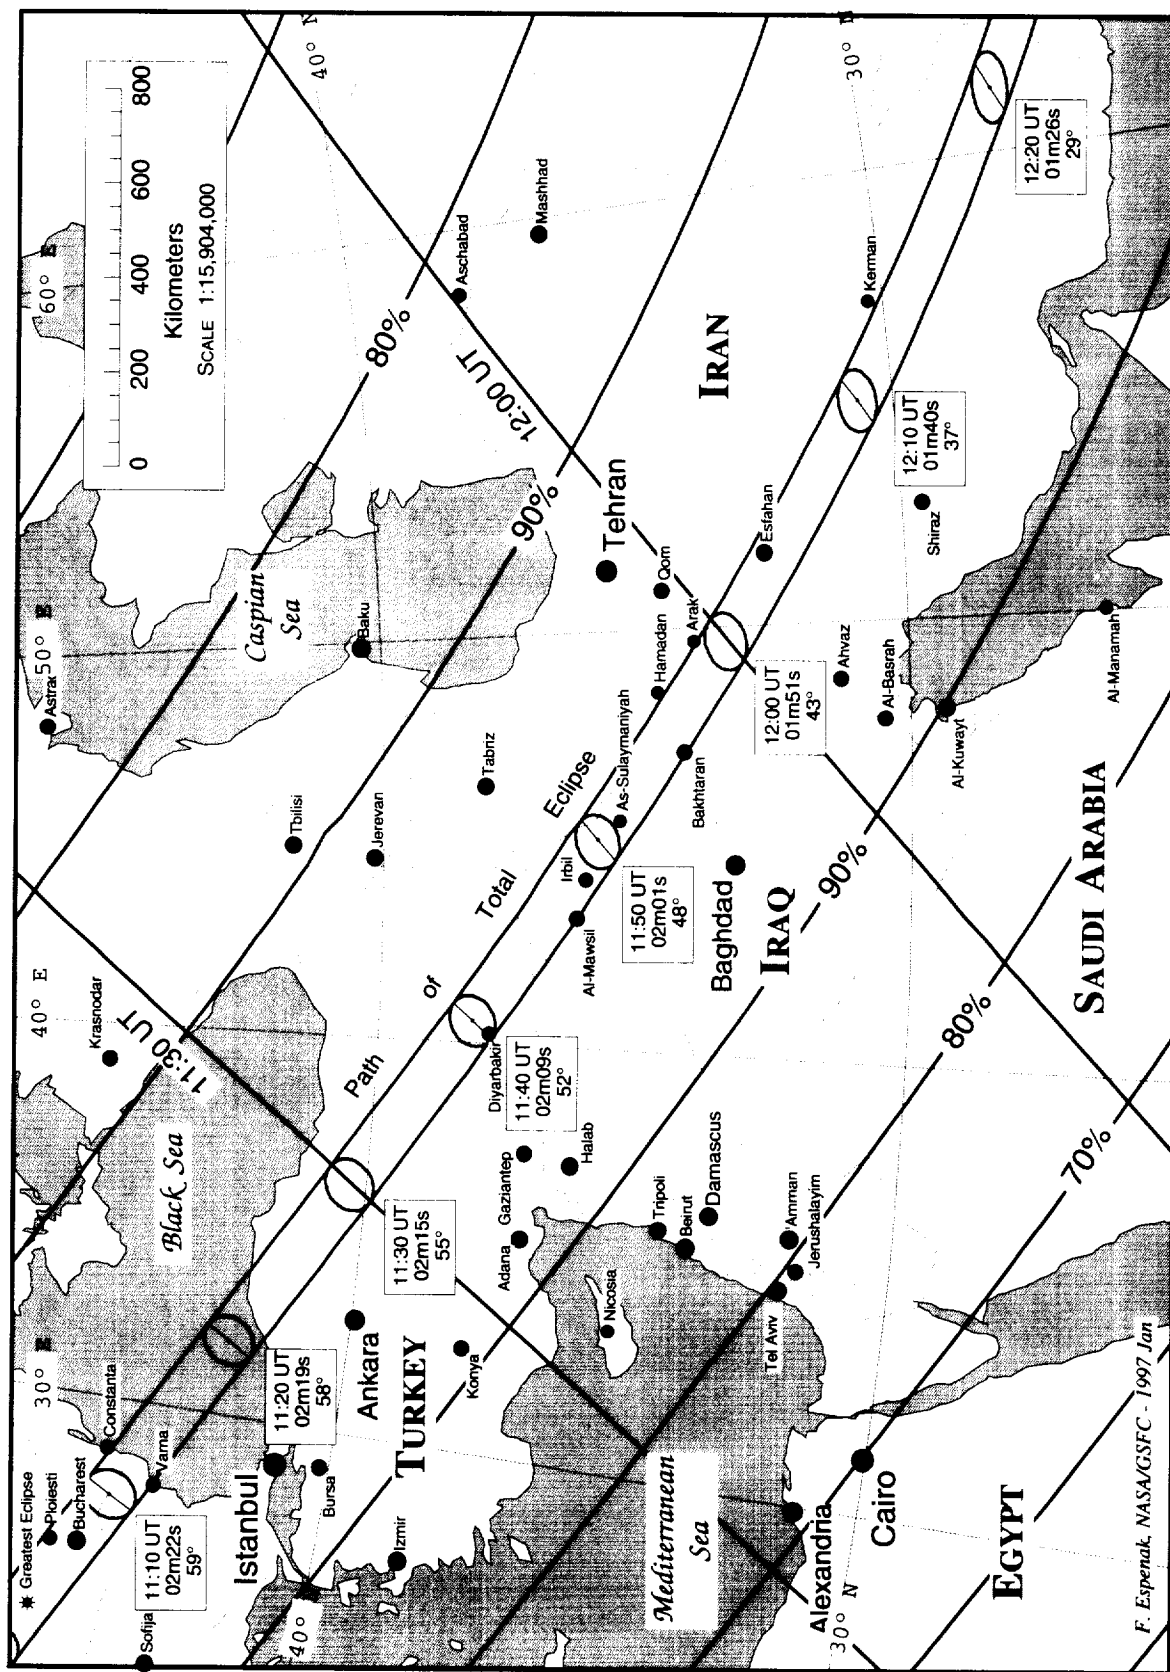 ✷ Greatest Eclipse
Ploiesti
Bucharest
Constanta
Varna
Sofija
30° E
40° E
50° E
60° E
Krasnodar
Astra
Black Sea
Caspian
Sea
Kilometers
0 200 400 600 800
SCALE 1:15,904,000
40° N
40°
30° N
30° N
11:10 UT
02m22s
59°
11:20 UT
02m19s
58°
11:30 UT
02m15s
55°
11:40 UT
02m09s
52°
11:50 UT
02m01s
48°
12:00 UT
01m51s
43°
12:10 UT
01m40s
37°
12:20 UT
01m26s
29°
11:30 UT
12:00 UT
80%
90%
90%
80%
70%
Path of Total Eclipse
Istanbul
Bursa
Izmir
Ankara
TURKEY
Konya
Adana
Gaziantep
Halab
Diyarbakir
Tbilisi
Jerevan
Baku
Tabriz
Al-Mawsil
Irbil
As-Sulaymaniyah
Bakhtaran
Hamadan
Arak
Qom
Tehran
Esfahan
Aschabad
Mashhad
IRAN
Kerman
Shiraz
Ahvaz
Al-Basrah
Al-Kuwayt
Al-Manamah
Baghdad
IRAQ
SAUDI ARABIA
Nicosia
Tripoli
Beirut
Damascus
'Amman
Jerushalayim
Tel Aviv
Mediterranean
Sea
Alexandria
Cairo
EGYPT
F. Espenak, NASA/GSFC - 1997 Jan